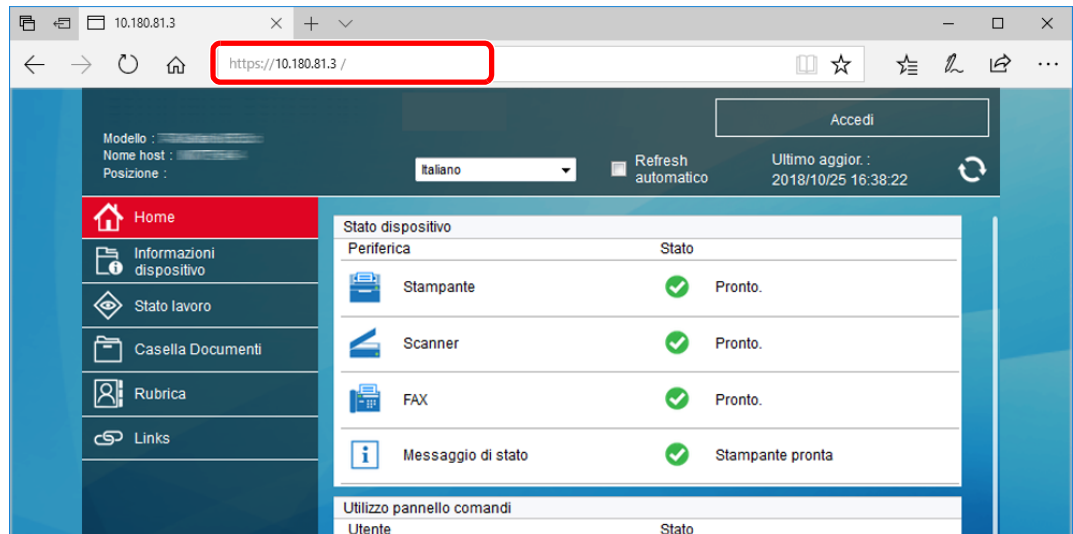 10.180.81.3
https://10.180.81.3 /
Accedi
Modello :
Nome host :
Posizione :
Italiano
Refresh
automatico
Ultimo aggior. :
2018/10/25 16:38:22
Home
Informazioni
dispositivo
Stato lavoro
Casella Documenti
Rubrica
Links
Stato dispositivo
Periferica Stato
Stampante Pronto.
Scanner Pronto.
FAX Pronto.
Messaggio di stato Stampante pronta
Utilizzo pannello comandi
Utente Stato